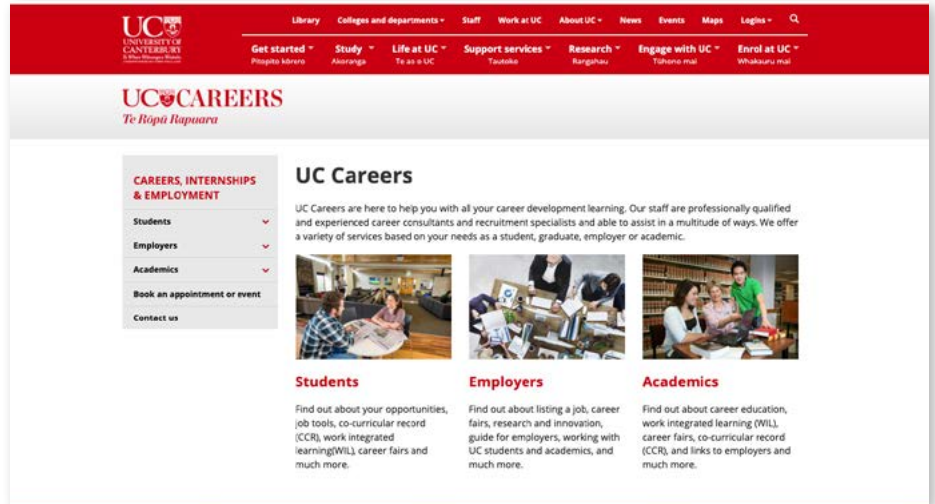 Library Colleges and departments Staff Work at UC About UC News Events Maps Logins
UC
UNIVERSITY OF
CANTERBURY
Get started Study Life at UC Support services Research Engage with UC Enrol at UC
Pitopito kōrero Akoranga Te ao o UC Tautoko Rangahau Tūhono mai Whakauru mai
UC CAREERS
Te Rōpū Rapuara
CAREERS, INTERNSHIPS
& EMPLOYMENT
Students
Employers
Academics
Book an appointment or event
Contact us
UC Careers
UC Careers are here to help you with all your career development learning. Our staff are professionally qualified
and experienced career consultants and recruitment specialists and able to assist in a multitude of ways. We offer
a variety of services based on your needs as a student, graduate, employer or academic.
Students
Find out about your opportunities,
job tools, co-curricular record
(CCR), work integrated
learning(WIL), career fairs and
much more.
Employers
Find out about listing a job, career
fairs, research and innovation,
guide for employers, working with
UC students and academics, and
much more.
Academics
Find out about career education,
work integrated learning (WIL),
career fairs, co-curricular record
(CCR), and links to employers and
much more.